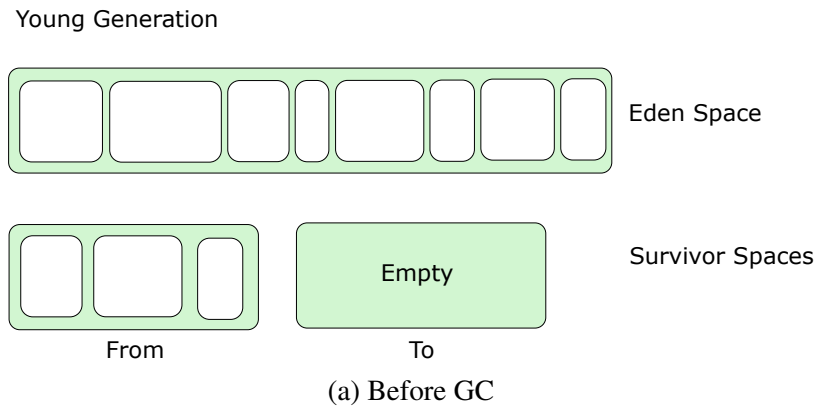 Young Generation
Eden Space
Empty
Survivor Spaces
From
To
(a) Before GC